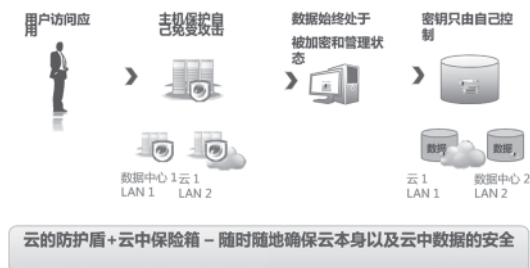 用户访问应
用
主机保护自
己免受攻击
数据始终处于
被加密和管理状
态
密钥只由自己控
制
数据中心 1
LAN 1
云 1
LAN 2
数据
数据
云 1
LAN 1
数据中心 2
LAN 2
云的防护盾+云中保险箱 – 随时随地确保云本身以及云中数据的安全